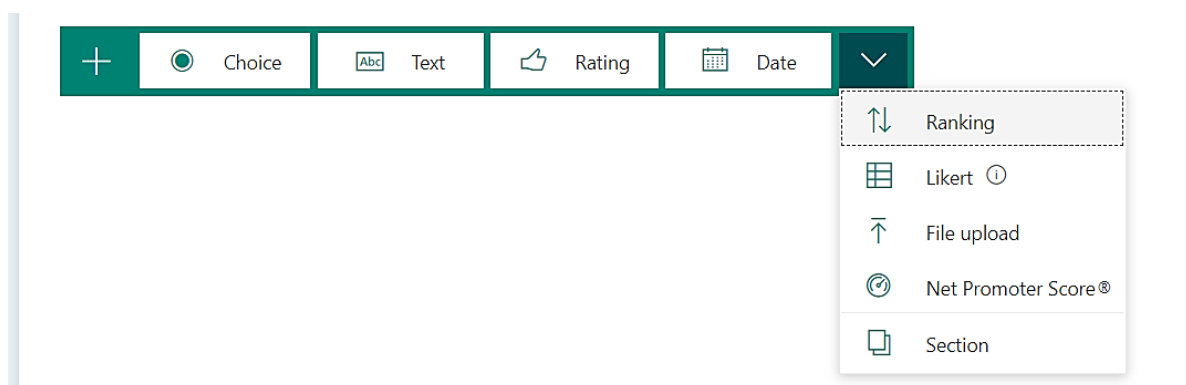 Choice
Abc Text
Rating
Date
Ranking
Likert
File upload
Net Promoter Score®
Section